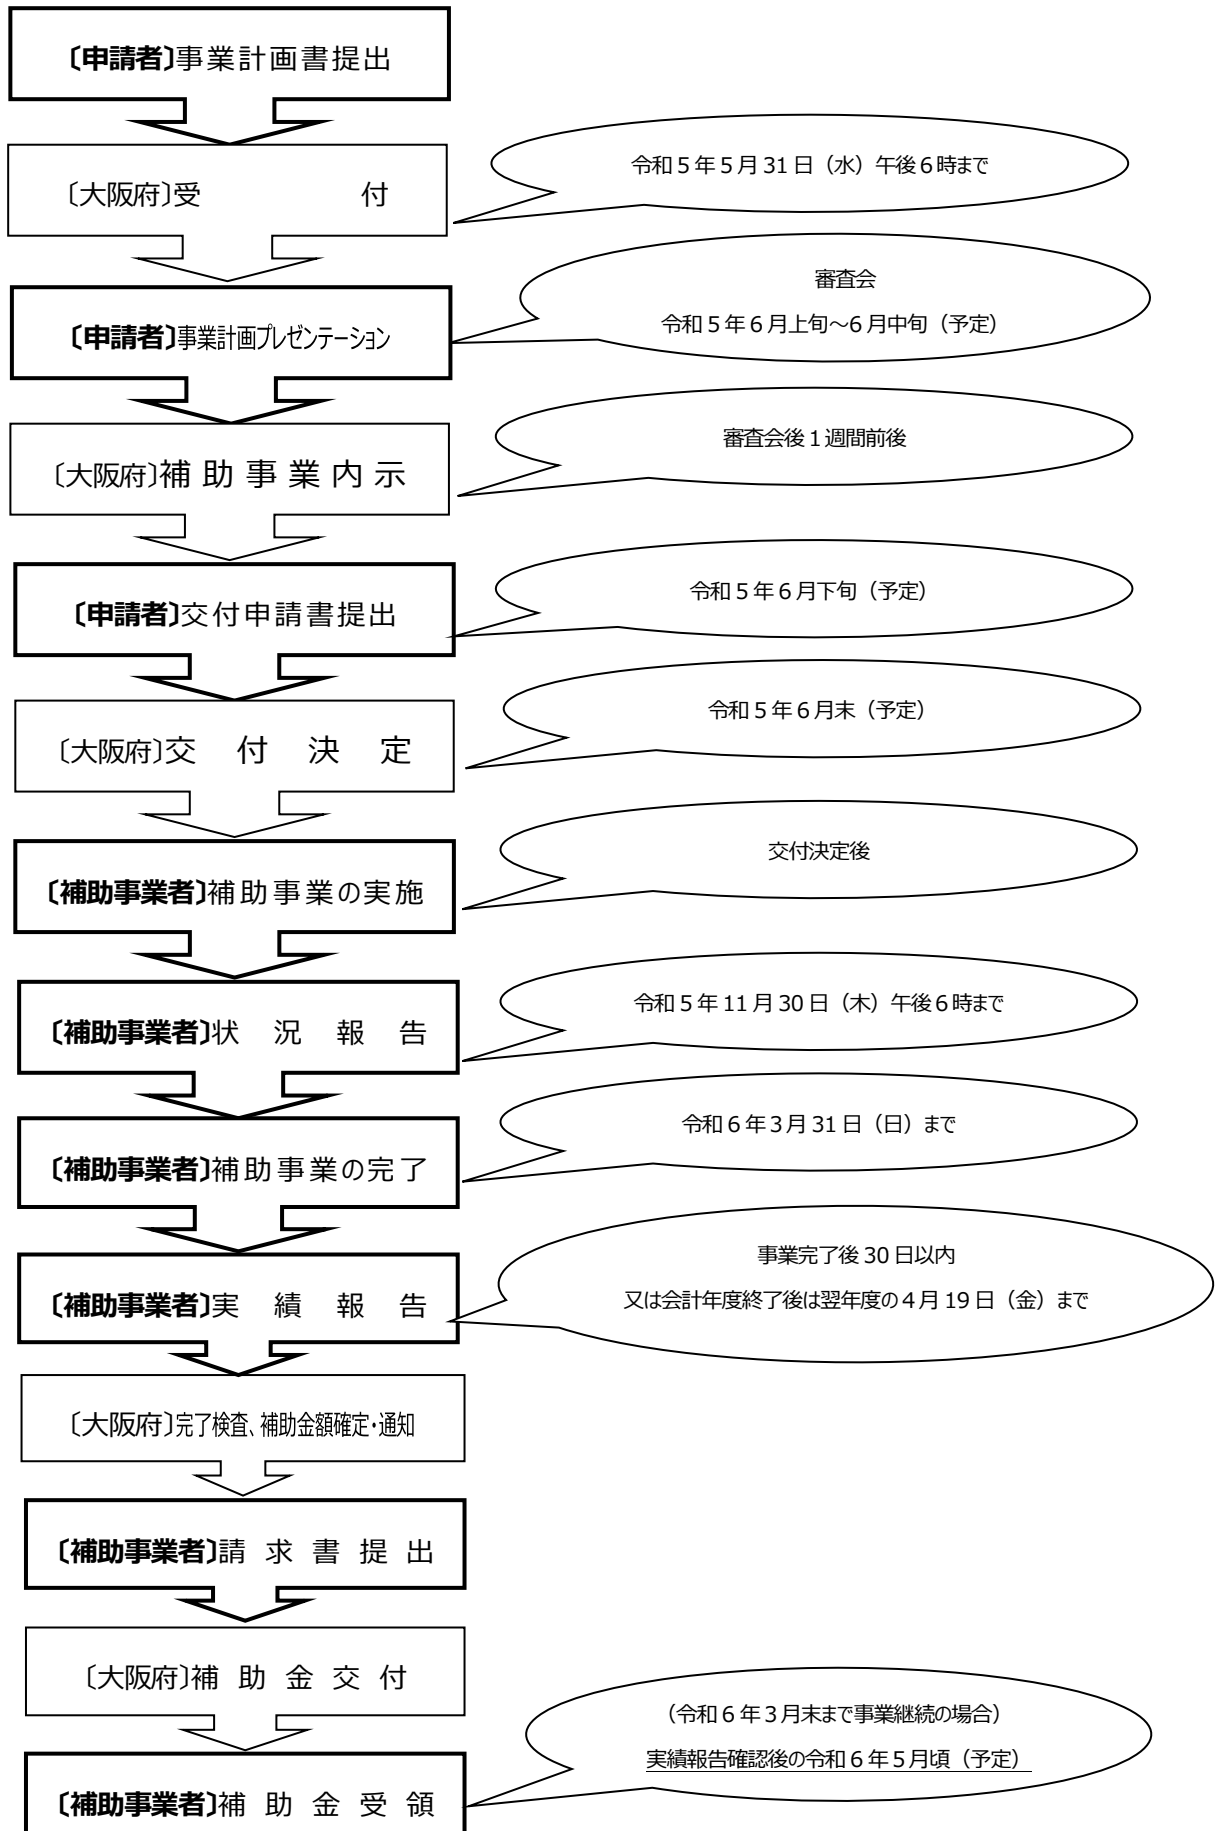 〔申請者〕事業計画書提出
〔大阪府〕受　　　付
令和5年5月31日（水）午後6時まで
〔申請者〕事業計画プレゼンテーション
審査会
令和5年6月上旬～6月中旬（予定）
〔大阪府〕補助事業内示
審査会後1週間前後
〔申請者〕交付申請書提出
令和5年6月下旬（予定）
〔大阪府〕交　付　決　定
令和5年6月末（予定）
〔補助事業者〕補助事業の実施
交付決定後
〔補助事業者〕状　況　報　告
令和5年11月30日（木）午後6時まで
〔補助事業者〕補助事業の完了
令和6年3月31日（日）まで
〔補助事業者〕実　績　報　告
事業完了後30日以内
又は会計年度終了後は翌年度の4月19日（金）まで
〔大阪府〕完了検査、補助金額確定・通知
〔補助事業者〕請　求　書　提　出
〔大阪府〕補　助　金　交　付
（令和6年3月末まで事業継続の場合）
実績報告確認後の令和6年5月頃（予定）
〔補助事業者〕補　助　金　受　領